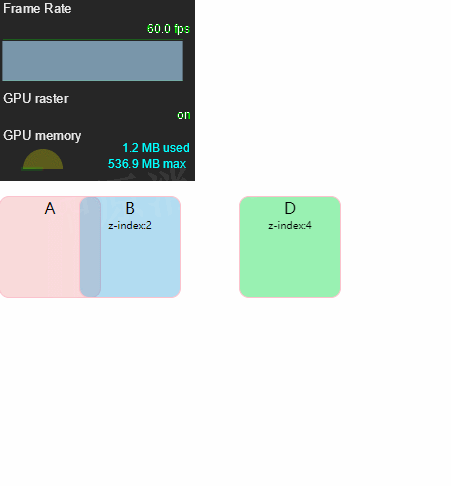 Frame Rate
60.0 fps
GPU raster
on
GPU memory
1.2 MB used
536.9 MB max
A
B
D
z-index:2
z-index:4